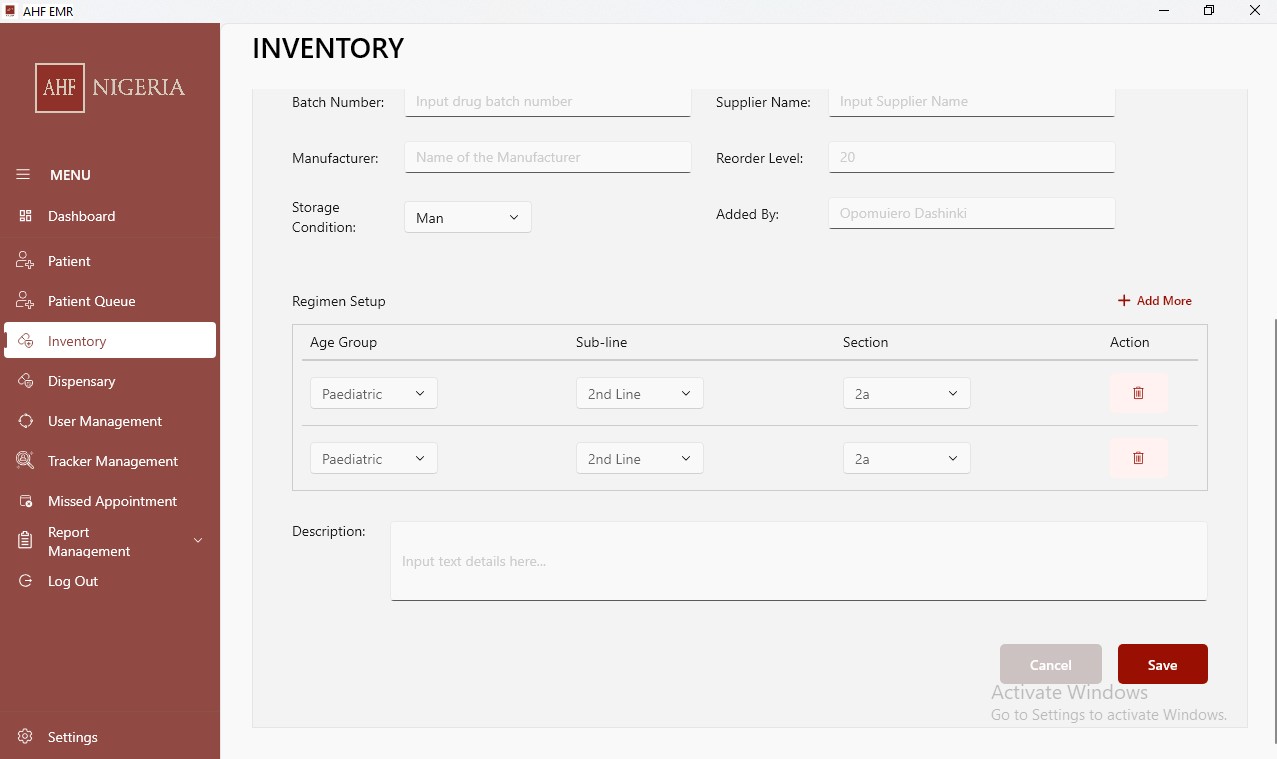 AHF EMR
AHF NIGERIA
MENU
Dashboard
Patient
Patient Queue
Inventory
Dispensary
User Management
Tracker Management
Missed Appointment
Report
Management
Log Out
Settings
INVENTORY
Batch Number: Input drug batch number Supplier Name: Input Supplier Name
Manufacturer: Name of the Manufacturer Reorder Level: 20
Storage
Condition: Man Added By: Opomuiero Dashinki
Regimen Setup Add More
Age Group Sub-line Section Action
Paediatric 2nd Line 2a
Paediatric 2nd Line 2a
Description: Input text details here...
Cancel Save
Activate Windows
Go to Settings to activate Windows.